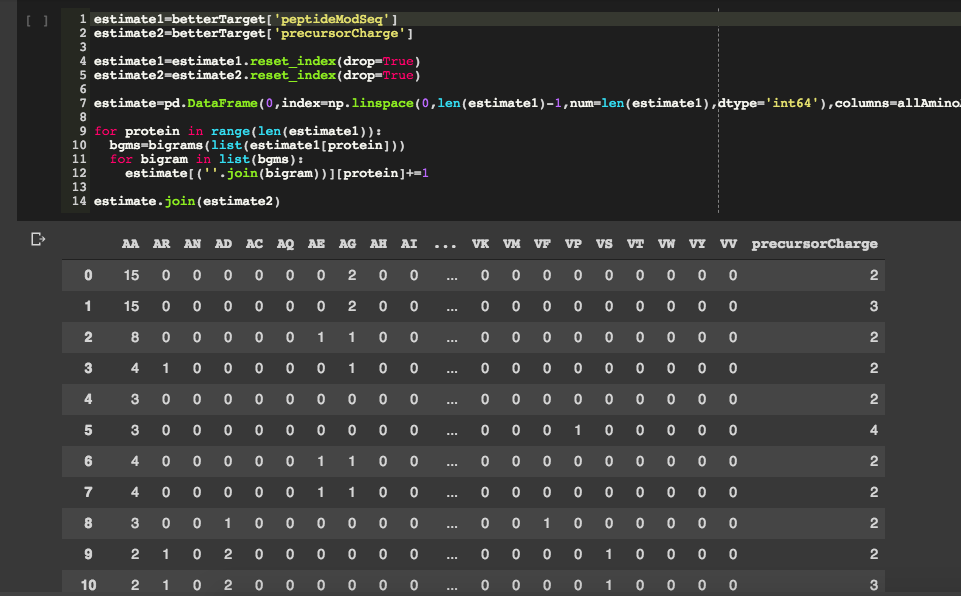 [ ]
1 estimate1=betterTarget['peptideModSeq']
2 estimate2=betterTarget['precursorCharge']
3
4 estimate1=estimate1.reset_index(drop=True)
5 estimate2=estimate2.reset_index(drop=True)
6
7 estimate=pd.DataFrame(0,index=np.linspace(0,len(estimate1)-1,num=len(estimate1),dtype='int64'),columns=allAmino
8
9 for protein in range(len(estimate1)):
10   bgms=bigrams(list(estimate1[protein]))
11   for bigram in list(bgms):
12     estimate[(''.join(bigram))][protein]+=1
13
14 estimate.join(estimate2)
AA AR AN AD AC AQ AE AG AH AI ... VK VM VF VP VS VT VW VY VV precursorCharge
0 15 0 0 0 0 0 0 2 0 0 ... 0 0 0 0 0 0 0 0 0 2
1 15 0 0 0 0 0 0 2 0 0 ... 0 0 0 0 0 0 0 0 0 3
2 8 0 0 0 0 0 1 1 0 0 ... 0 0 0 0 0 0 0 0 0 2
3 4 1 0 0 0 0 0 1 0 0 ... 0 0 0 0 0 0 0 0 0 2
4 3 0 0 0 0 0 0 0 0 0 ... 0 0 0 0 0 0 0 0 0 2
5 3 0 0 0 0 0 0 0 0 0 ... 0 0 0 1 0 0 0 0 0 4
6 4 0 0 0 0 0 1 1 0 0 ... 0 0 0 0 0 0 0 0 0 2
7 4 0 0 0 0 0 1 1 0 0 ... 0 0 0 0 0 0 0 0 0 2
8 3 0 0 1 0 0 0 0 0 0 ... 0 0 1 0 0 0 0 0 0 2
9 2 1 0 2 0 0 0 0 0 0 ... 0 0 0 0 1 0 0 0 0 2
10 2 1 0 2 0 0 0 0 0 0 ... 0 0 0 0 1 0 0 0 0 3